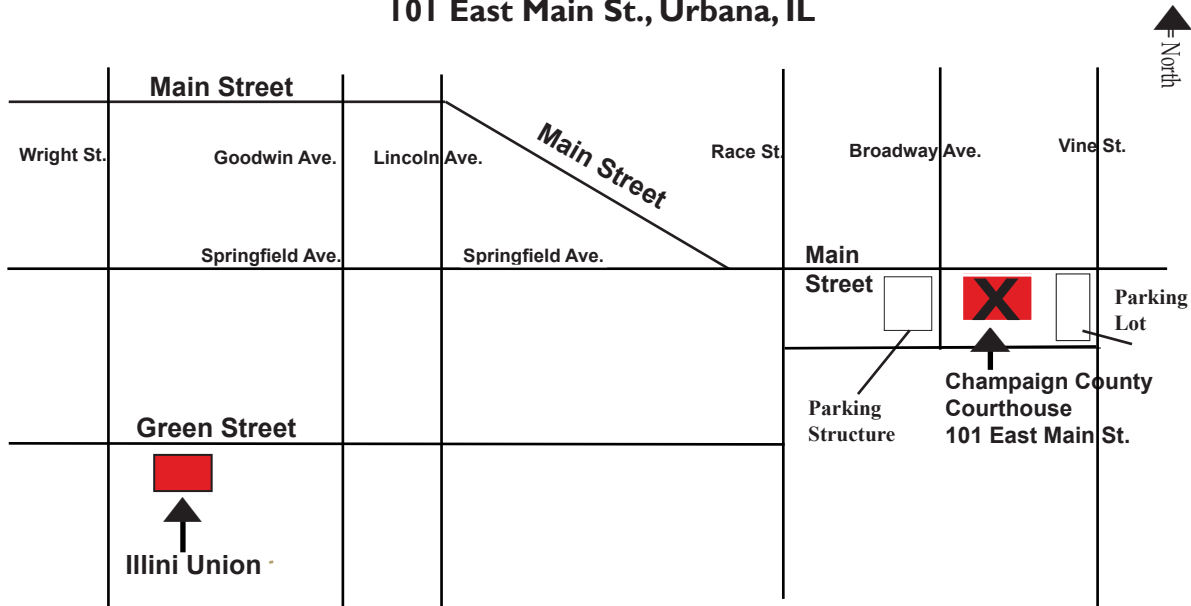 101 East Main St., Urbana, IL
= North
Main Street
Wright St.
Goodwin Ave.
Lincoln Ave.
Main Street
Race St.
Broadway Ave.
Vine St.
Springfield Ave.
Springfield Ave.
Main
Street
X
Parking
Lot
Champaign County
Courthouse
101 East Main St.
Parking
Structure
Green Street
Illini Union